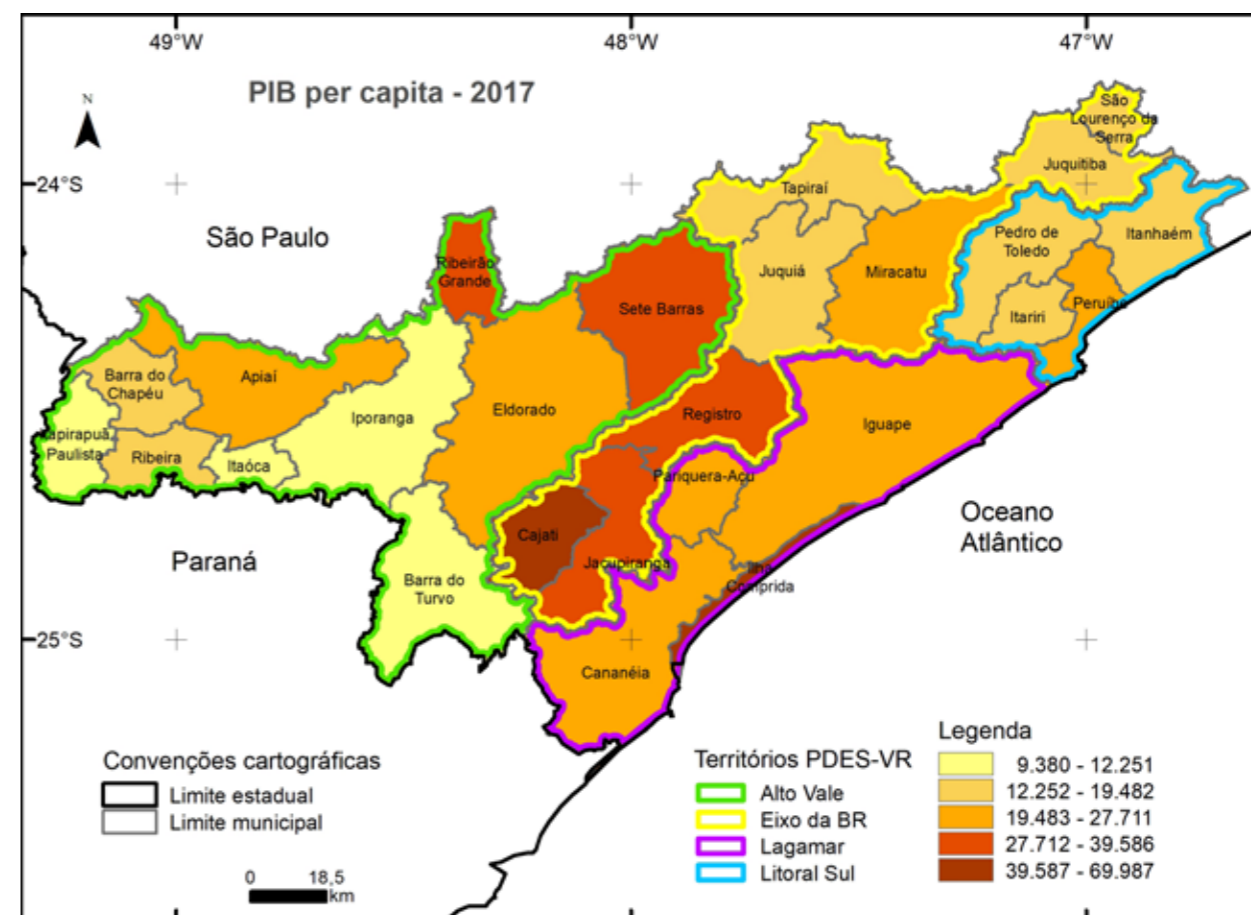 49°W
48°W
47°W
PIB per capita - 2017
N
24°S
São Paulo
São
Lourenço da
Serra
Juquitiba
Tapiraí
Pedro de
Toledo
Itanhaém
Ribeirão
Grande
Juquiá
Miracatu
Sete Barras
Itariri
Peruíbe
Barra do
Chapéu
Apiaí
Iporanga
Eldorado
Registro
Iguape
Paulista
Ribeira
Itaóca
Pariquera-Açu
Oceano
Atlântico
Cajati
Paraná
Jacupiranga
Ilha
Comprida
Barra do
Turvo
25°S
Cananéia
Convenções cartográficas
Limite estadual
Limite municipal
0 18,5
km
Territórios PDES-VR
Alto Vale
Eixo da BR
Lagamar
Litoral Sul
Legenda
9.380 - 12.251
12.252 - 19.482
19.483 - 27.711
27.712 - 39.586
39.587 - 69.987